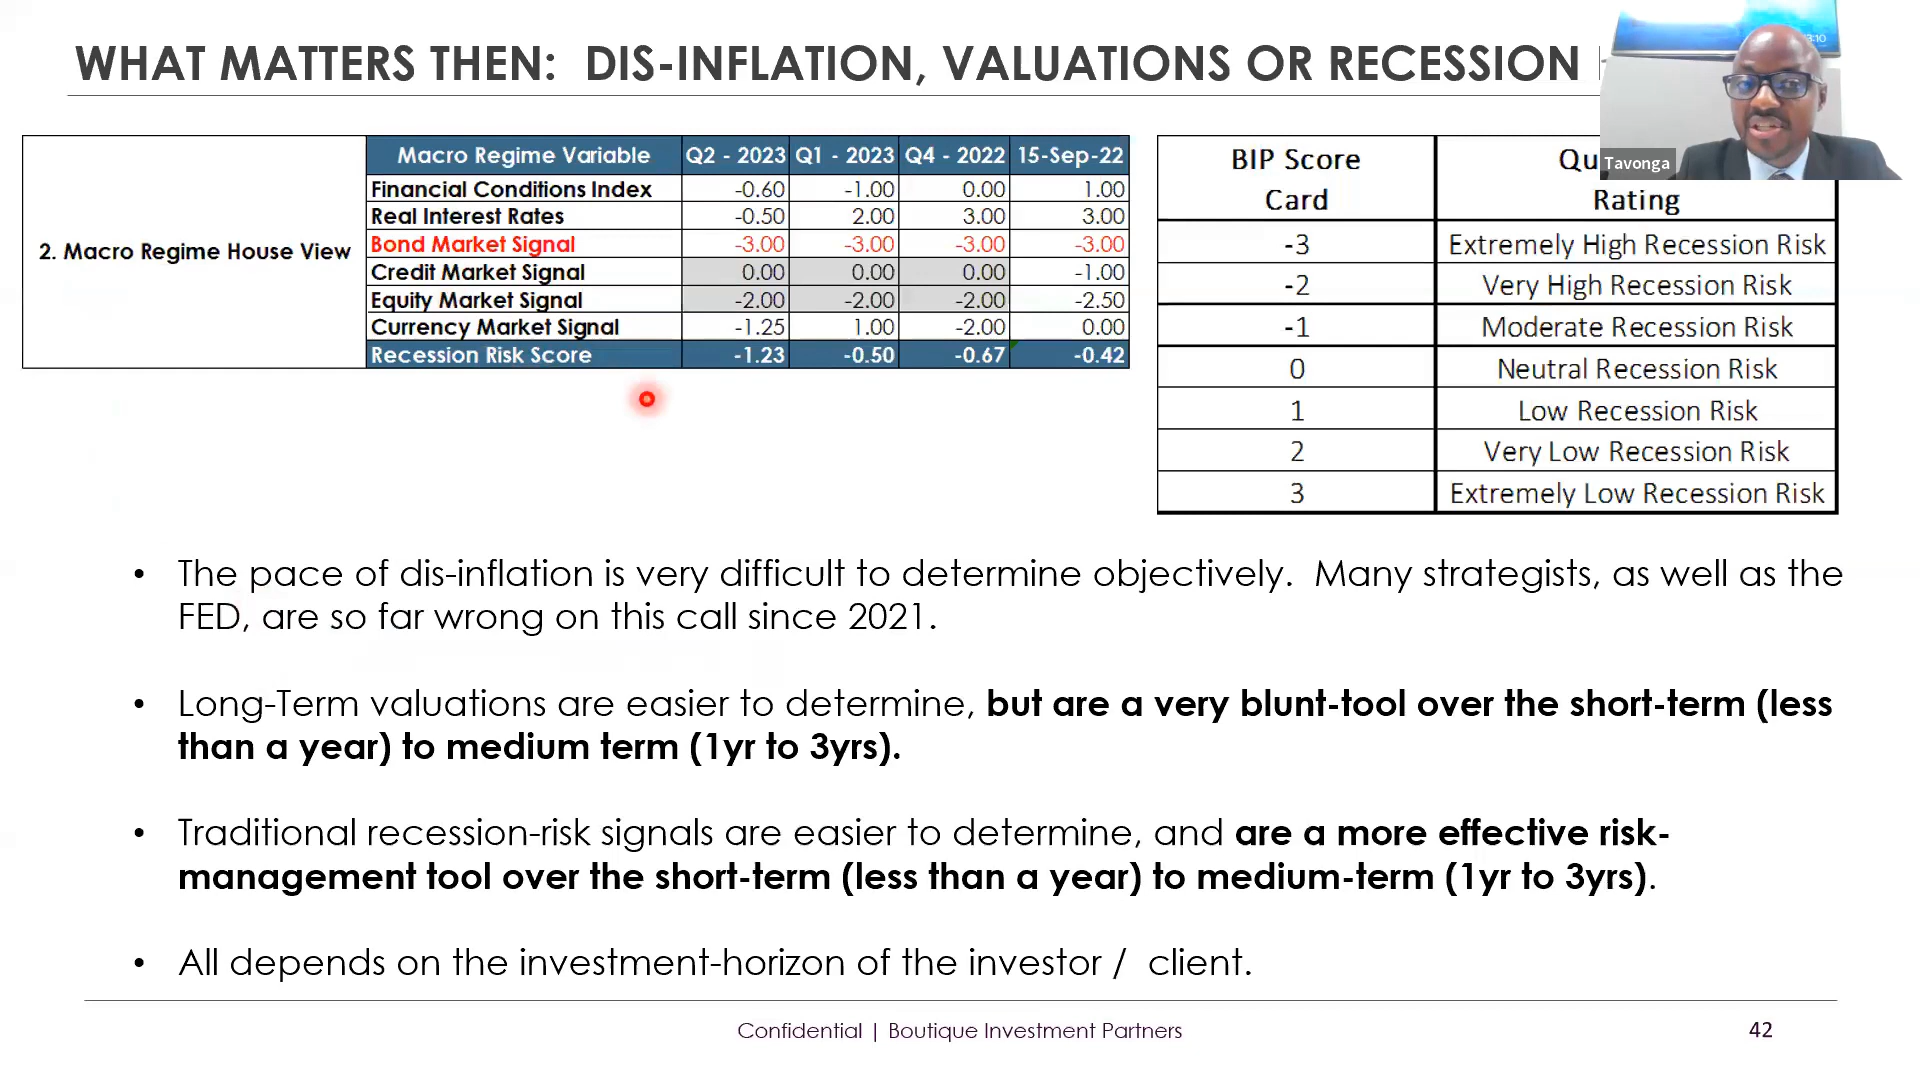 WHAT MATTERS THEN:  DIS-INFLATION, VALUATIONS OR RECESSION
3:10
Tavonga
2. Macro Regime House View
Macro Regime Variable Q2 - 2023 Q1 - 2023 Q4 - 2022 15-Sep-22
Financial Conditions Index -0.60 -1.00 0.00 1.00
Real Interest Rates -0.50 2.00 3.00 3.00
Bond Market Signal -3.00 -3.00 -3.00 -3.00
Credit Market Signal 0.00 0.00 0.00 -1.00
Equity Market Signal -2.00 -2.00 -2.00 -2.50
Currency Market Signal -1.25 1.00 -2.00 0.00
Recession Risk Score -1.23 -0.50 -0.67 -0.42
BIP Score
Card
Rating
-3 Extremely High Recession Risk
-2 Very High Recession Risk
-1 Moderate Recession Risk
0 Neutral Recession Risk
1 Low Recession Risk
2 Very Low Recession Risk
3 Extremely Low Recession Risk
• The pace of dis-inflation is very difficult to determine objectively.  Many strategists, as well as the
FED, are so far wrong on this call since 2021.
• Long-Term valuations are easier to determine, but are a very blunt-tool over the short-term (less
than a year) to medium term (1yr to 3yrs).
• Traditional recession-risk signals are easier to determine, and are a more effective risk-
management tool over the short-term (less than a year) to medium-term (1yr to 3yrs).
• All depends on the investment-horizon of the investor /  client.
Confidential | Boutique Investment Partners
42